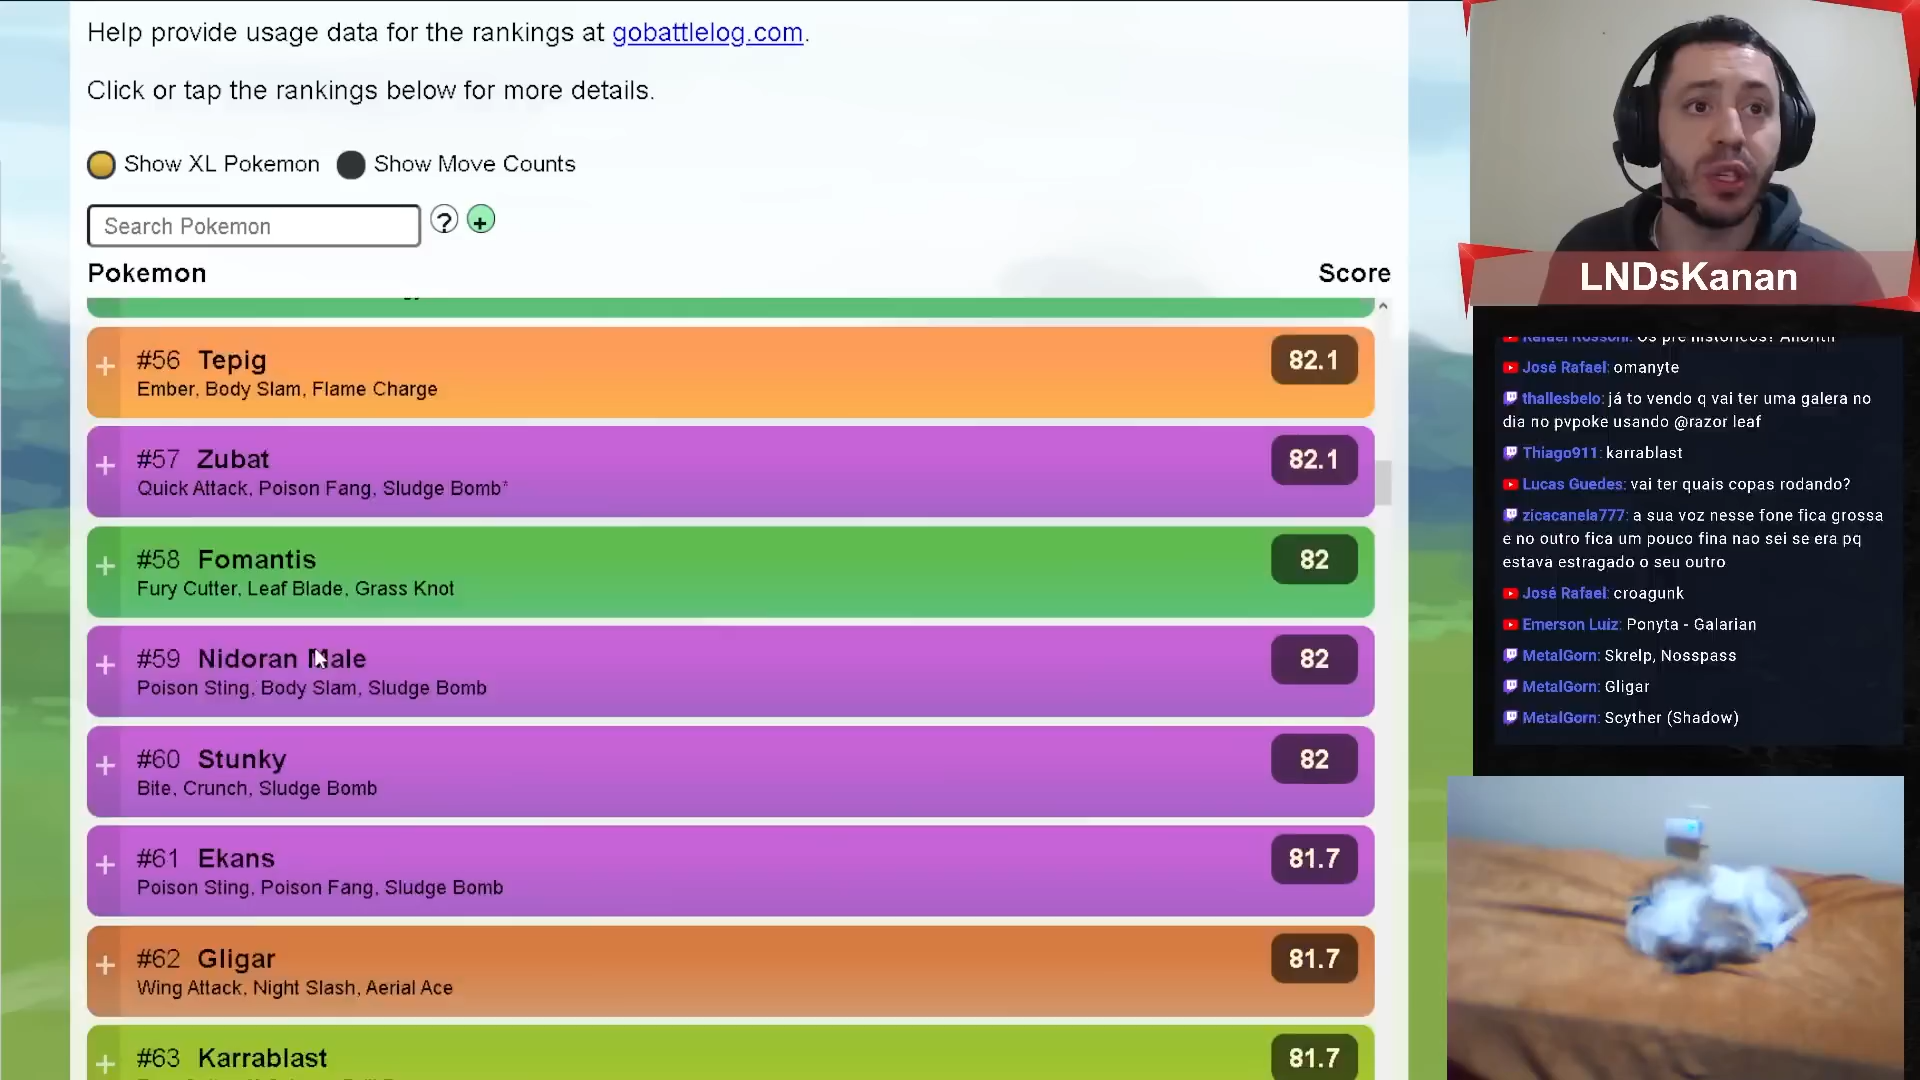 Help provide usage data for the rankings at gobattlelog.com.
Click or tap the rankings below for more details.
Show XL Pokemon
Show Move Counts
Search Pokemon
?
+
Pokemon
Score
+ #56 Tepig 82.1
Ember, Body Slam, Flame Charge
+ #57 Zubat 82.1
Quick Attack, Poison Fang, Sludge Bomb*
+ #58 Fomantis 82
Fury Cutter, Leaf Blade, Grass Knot
+ #59 Nidoran Male 82
Poison Sting, Body Slam, Sludge Bomb
+ #60 Stunky 82
Bite, Crunch, Sludge Bomb
+ #61 Ekans 81.7
Poison Sting, Poison Fang, Sludge Bomb
+ #62 Gligar 81.7
Wing Attack, Night Slash, Aerial Ace
+ #63 Karrablast 81.7
LNDsKanan
José Rafael: omanyte
thallesbelo: já to vendo q vai ter uma galera no
dia no pvpoke usando @razor leaf
Thiago911: karrablast
Lucas Guedes: vai ter quais copas rodando?
zicacanela777: a sua voz nesse fone fica grossa
e no outro fica um pouco fina nao sei se era pq
estava estragado o seu outro
José Rafael: croagunk
Emerson Luiz: Ponyta - Galarian
MetalGorn: Skrelp, Nosspass
MetalGorn: Gligar
MetalGorn: Scyther (Shadow)